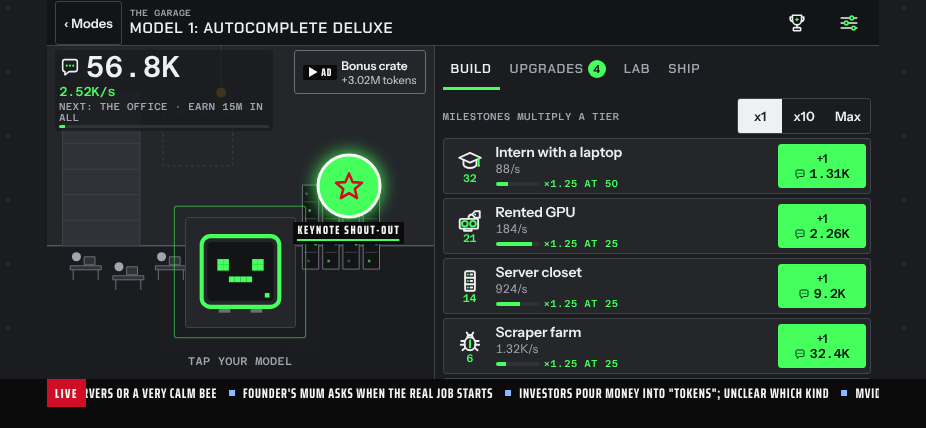 ‹ Modes
THE GARAGE
MODEL 1: AUTOCOMPLETE DELUXE
56.8K
2.52K/s
NEXT: THE OFFICE · EARN 15M IN
ALL
AD
Bonus crate
+3.02M tokens
KEYNOTE SHOUT-OUT
TAP YOUR MODEL
BUILD
UPGRADES 4
LAB
SHIP
MILESTONES MULTIPLY A TIER
x1
x10
Max
Intern with a laptop
32
88/s
×1.25 AT 50
+1
1.31K
Rented GPU
21
184/s
×1.25 AT 25
+1
2.26K
Server closet
14
924/s
×1.25 AT 25
+1
9.2K
Scraper farm
6
1.32K/s
×1.25 AT 25
+1
32.4K
LIVE
RVERS OR A VERY CALM BEE ■ FOUNDER'S MUM ASKS WHEN THE REAL JOB STARTS ■ INVESTORS POUR MONEY INTO "TOKENS"; UNCLEAR WHICH KIND ■ MVID